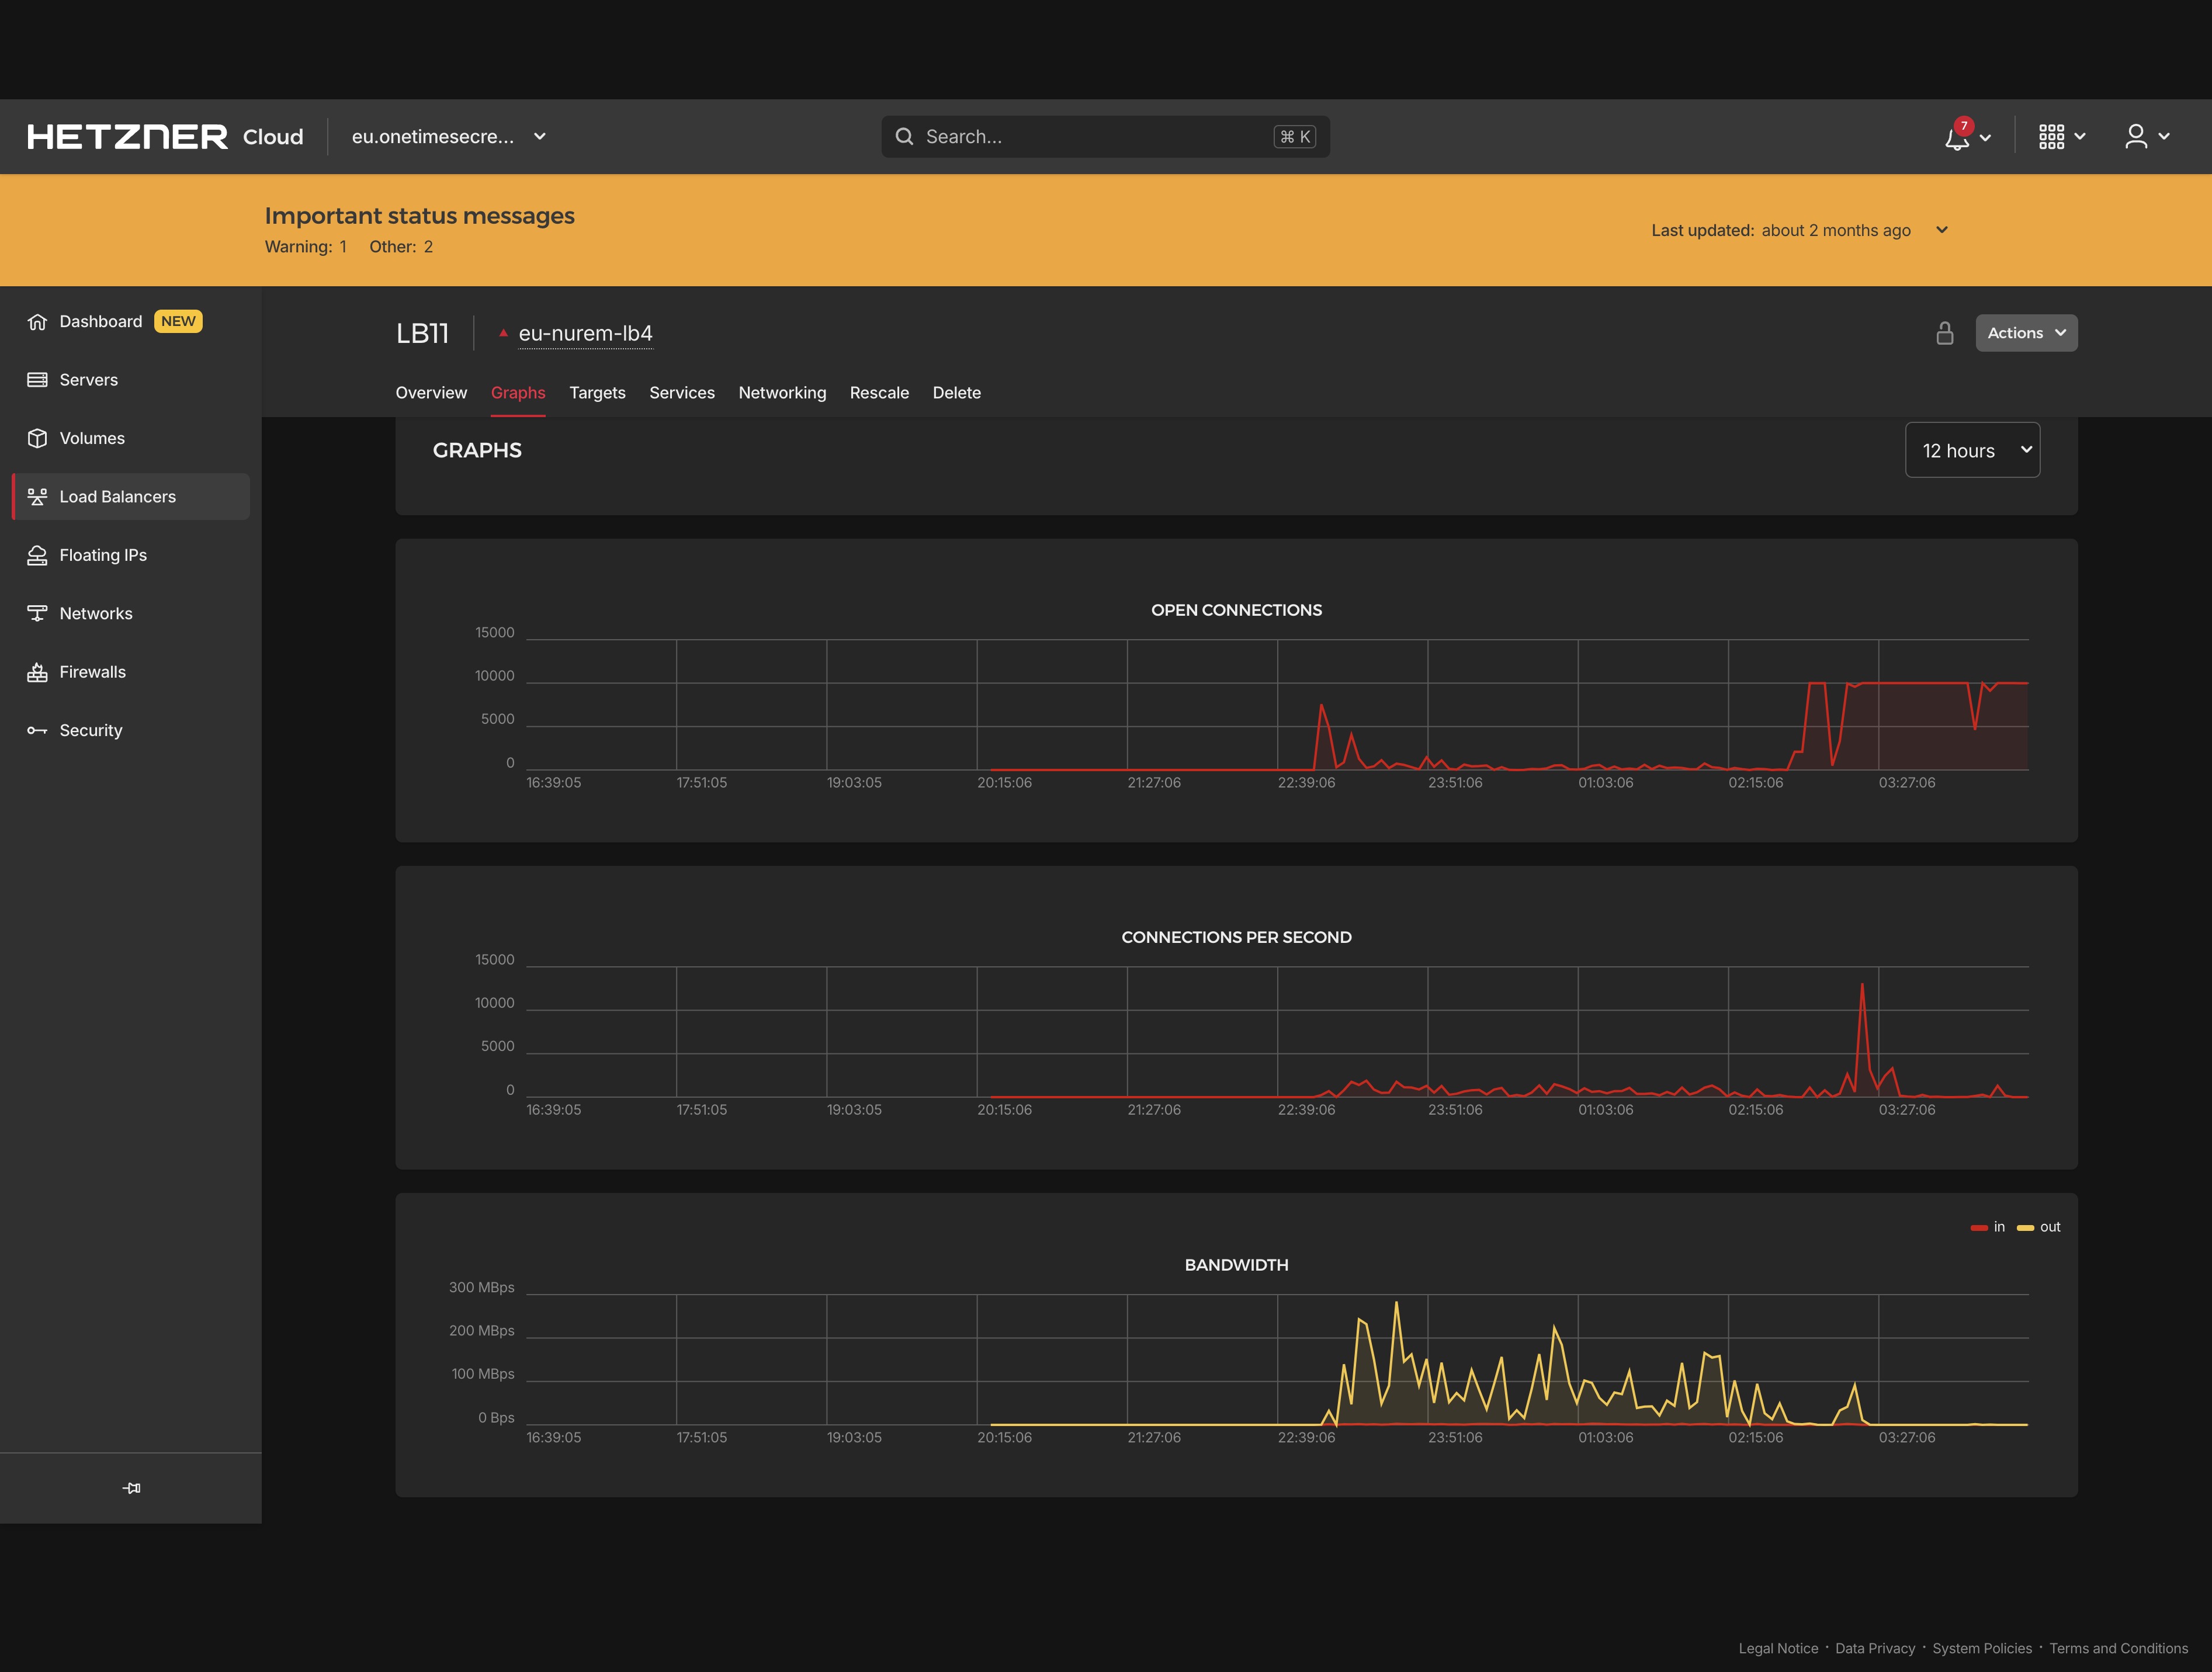 HETZNER Cloud eu.onetimesecre... Search... ⌘ K 7
Important status messages
Warning: 1 Other: 2
Last updated: about 2 months ago
Dashboard NEW
Servers
Volumes
Load Balancers
Floating IPs
Networks
Firewalls
Security
LB11 eu-nurem-lb4 Actions
Overview Graphs Targets Services Networking Rescale Delete
GRAPHS 12 hours
OPEN CONNECTIONS
15000
10000
5000
0
16:39:05 17:51:05 19:03:05 20:15:06 21:27:06 22:39:06 23:51:06 01:03:06 02:15:06 03:27:06
CONNECTIONS PER SECOND
15000
10000
5000
0
16:39:05 17:51:05 19:03:05 20:15:06 21:27:06 22:39:06 23:51:06 01:03:06 02:15:06 03:27:06
in out
BANDWIDTH
300 MBps
200 MBps
100 MBps
0 Bps
16:39:05 17:51:05 19:03:05 20:15:06 21:27:06 22:39:06 23:51:06 01:03:06 02:15:06 03:27:06
Legal Notice · Data Privacy · System Policies · Terms and Conditions